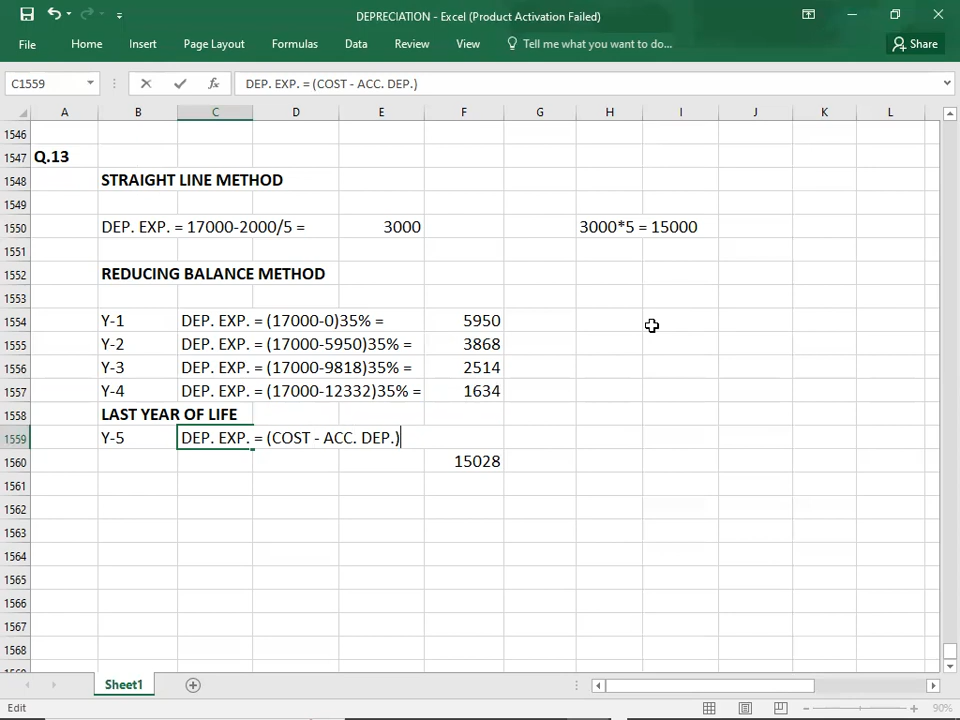 DEPRECIATION - Excel (Product Activation Failed)
File Home Insert Page Layout Formulas Data Review View Tell me what you want to do... Share
C1559 fx DEP. EXP. = (COST - ACC. DEP.)
A B C D E F G H I J K L
1546
1547 Q.13
1548 STRAIGHT LINE METHOD
1549
1550 DEP. EXP. = 17000-2000/5 = 3000 3000*5 = 15000
1551
1552 REDUCING BALANCE METHOD
1553
1554 Y-1 DEP. EXP. = (17000-0)35% = 5950
1555 Y-2 DEP. EXP. = (17000-5950)35% = 3868
1556 Y-3 DEP. EXP. = (17000-9818)35% = 2514
1557 Y-4 DEP. EXP. = (17000-12332)35% = 1634
1558 LAST YEAR OF LIFE
1559 Y-5 DEP. EXP. = (COST - ACC. DEP.)
1560 15028
1561
1562
1563
1564
1565
1566
1567
1568
Sheet1
Edit 90%